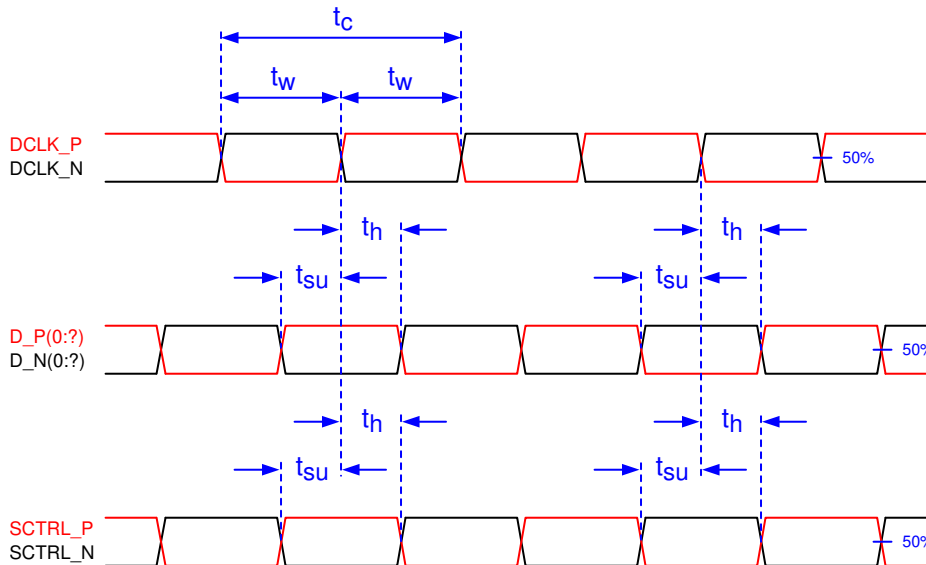 tc
tw tw
DCLK_P
DCLK_N
50%
th th
tsu tsu
D_P(0:?)
D_N(0:?)
50%
th th
tsu tsu
SCTRL_P
SCTRL_N
50%